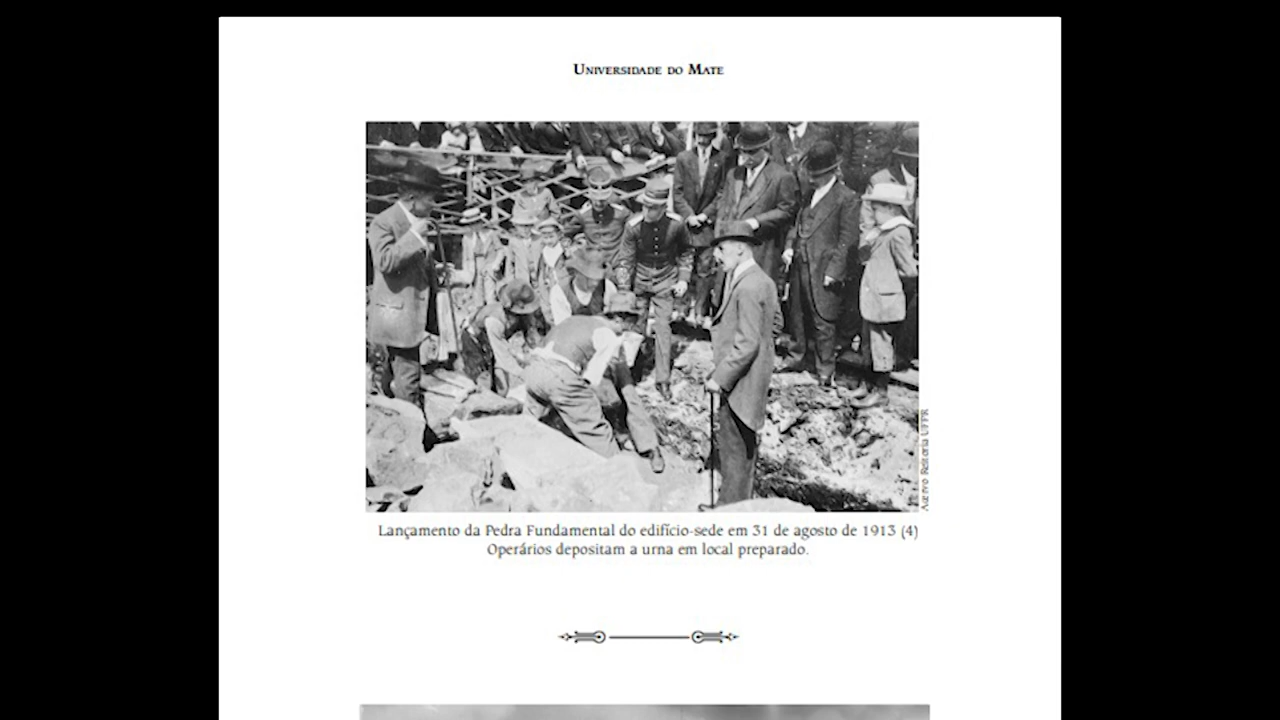 Universidade do Mate
Acervo Reitoria UFPR
Lançamento da Pedra Fundamental do edifício-sede em 31 de agosto de 1913 (4)
Operários depositam a urna em local preparado.